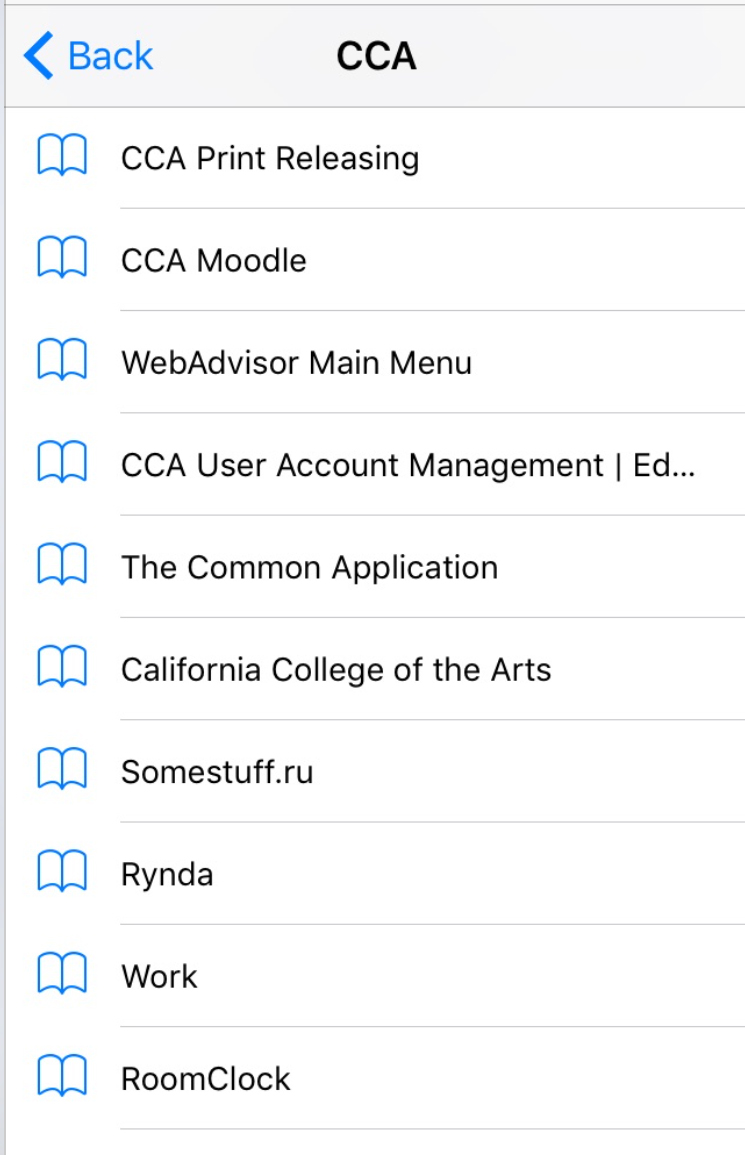 Back
CCA
CCA Print Releasing
CCA Moodle
WebAdvisor Main Menu
CCA User Account Management | Ed...
The Common Application
California College of the Arts
Somestuff.ru
Rynda
Work
RoomClock